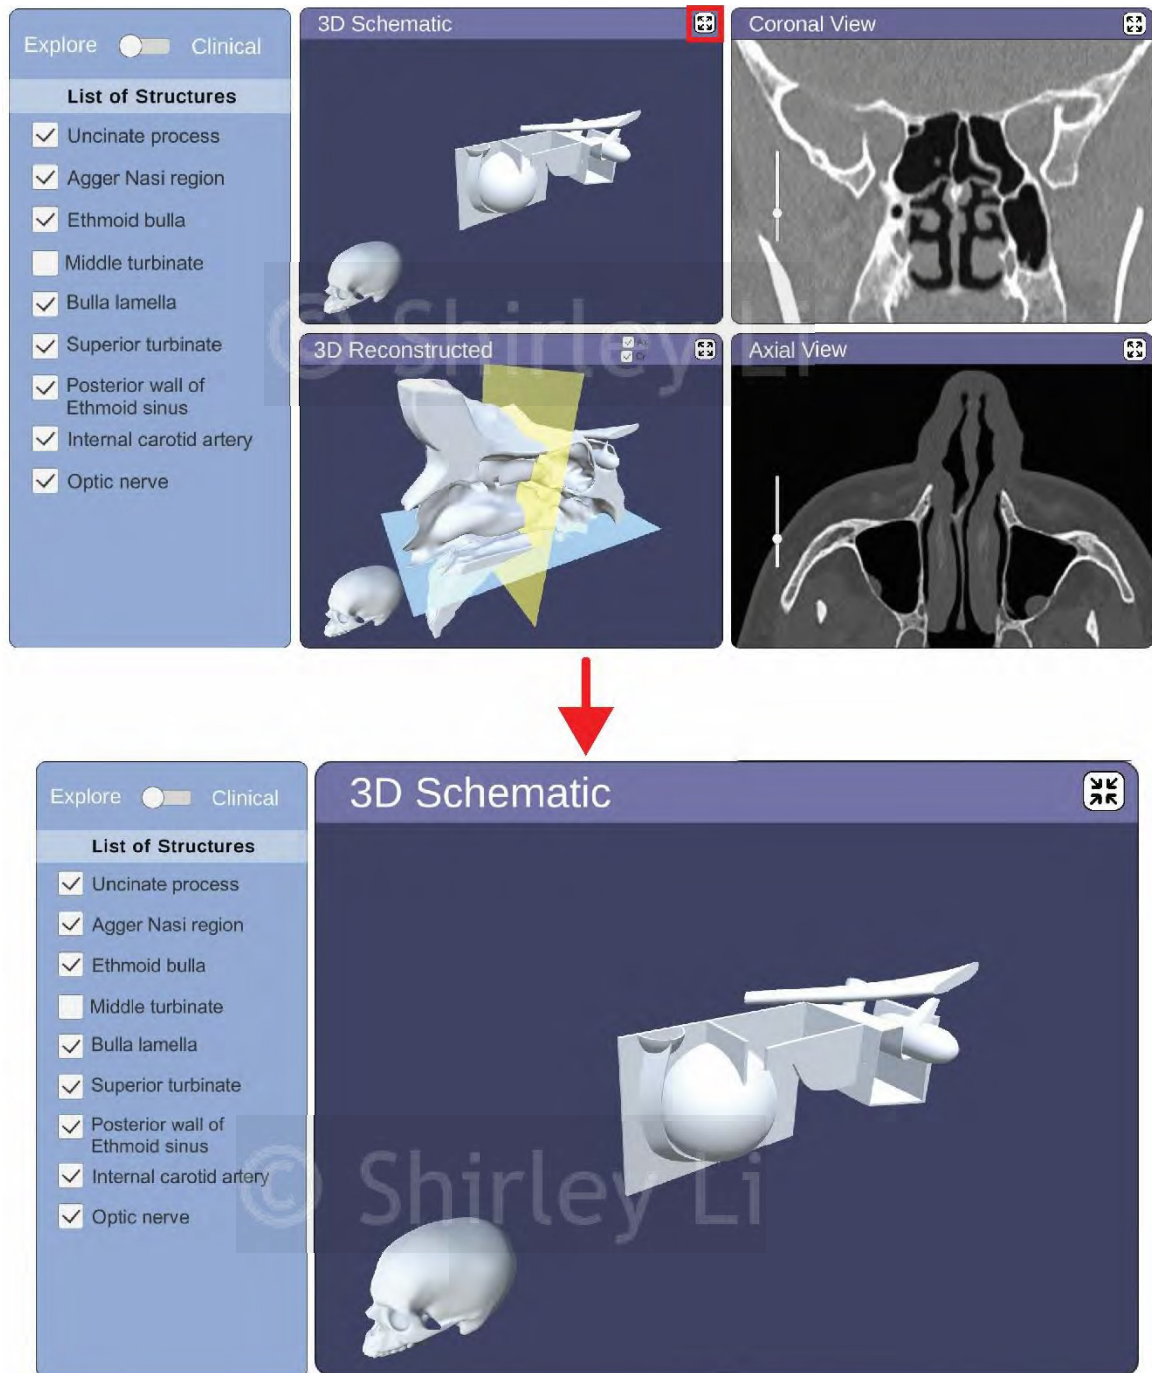 Explore Clinical
List of Structures
Uncinate process
Agger Nasi region
Ethmoid bulla
Middle turbinate
Bulla lamella
Superior turbinate
Posterior wall of
Ethmoid sinus
Internal carotid artery
Optic nerve
3D Schematic
Coronal View
3D Reconstructed
Axial View
© Shirley Li
Explore Clinical
List of Structures
Uncinate process
Agger Nasi region
Ethmoid bulla
Middle turbinate
Bulla lamella
Superior turbinate
Posterior wall of
Ethmoid sinus
Internal carotid artery
Optic nerve
3D Schematic
© Shirley Li